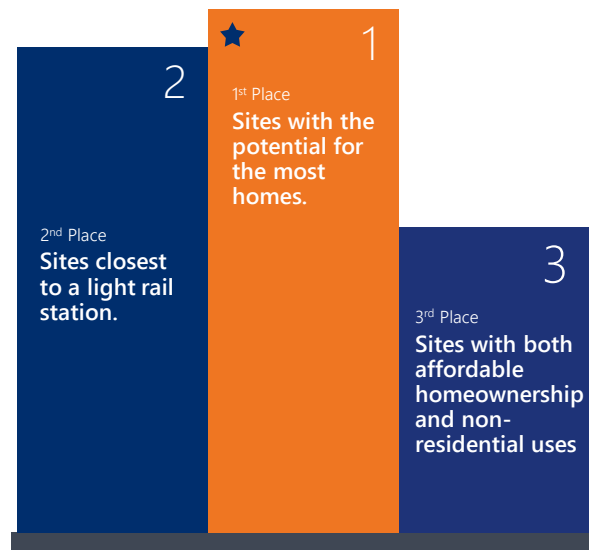 2
2nd Place
Sites closest
to a light rail
station.
1
1st Place
Sites with the
potential for
the most
homes.
3
3rd Place
Sites with both
affordable
homeownership
and non-
residential uses